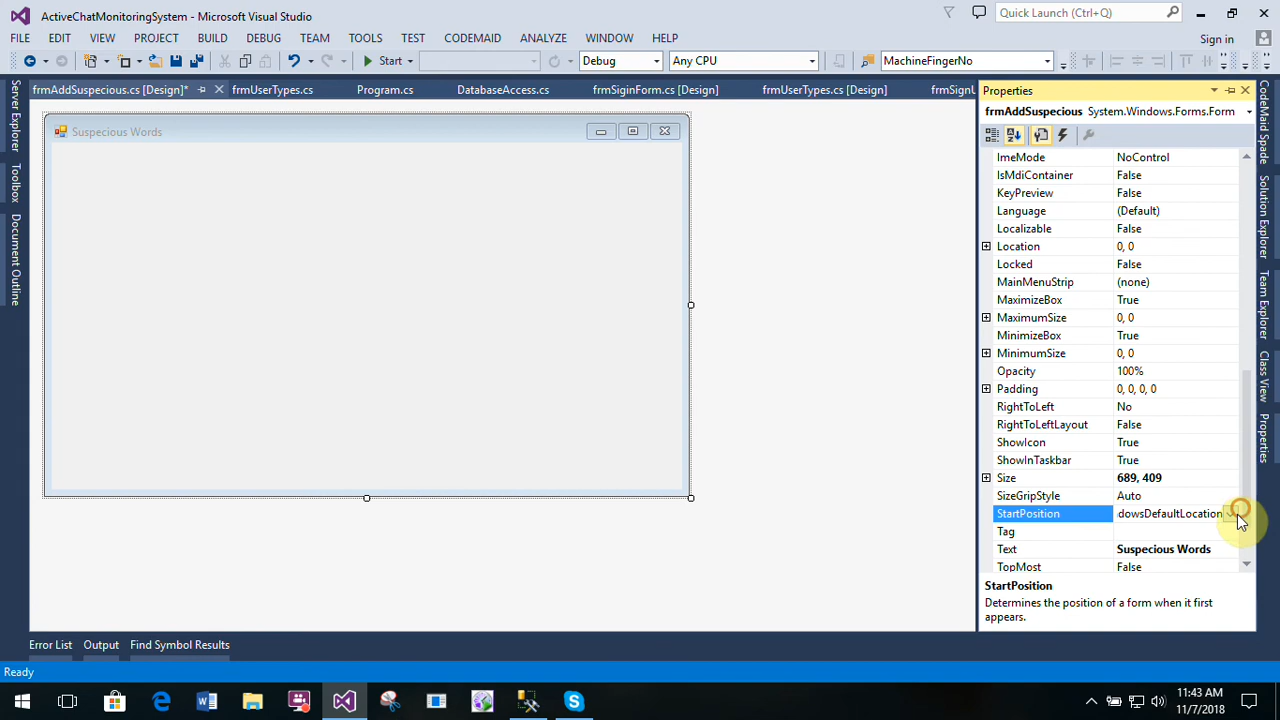 ActiveChatMonitoringSystem - Microsoft Visual Studio
Quick Launch (Ctrl+Q)
FILE EDIT VIEW PROJECT BUILD DEBUG TEAM TOOLS TEST CODEMAID ANALYZE WINDOW HELP
Sign in
Start Debug Any CPU MachineFingerNo
frmAddSuspecious.cs [Design]* frmUserTypes.cs Program.cs DatabaseAccess.cs frmSiginForm.cs [Design] frmUserTypes.cs [Design] frmSignU
Properties
Server Explorer
Toolbox
Document Outline
Suspecious Words
frmAddSuspecious System.Windows.Forms.Form
ImeMode NoControl
IsMdiContainer False
KeyPreview False
Language (Default)
Localizable False
Location 0, 0
Locked False
MainMenuStrip (none)
MaximizeBox True
MaximumSize 0, 0
MinimizeBox True
MinimumSize 0, 0
Opacity 100%
Padding 0, 0, 0, 0
RightToLeft No
RightToLeftLayout False
ShowIcon True
ShowInTaskbar True
Size 689, 409
SizeGripStyle Auto
StartPosition dowsDefaultLocation
Tag
Text Suspecious Words
TopMost False
StartPosition
Determines the position of a form when it first
appears.
CodeMaid Spade
Solution Explorer
Team Explorer
Class View
Properties
Error List Output Find Symbol Results
Ready
11:43 AM
11/7/2018